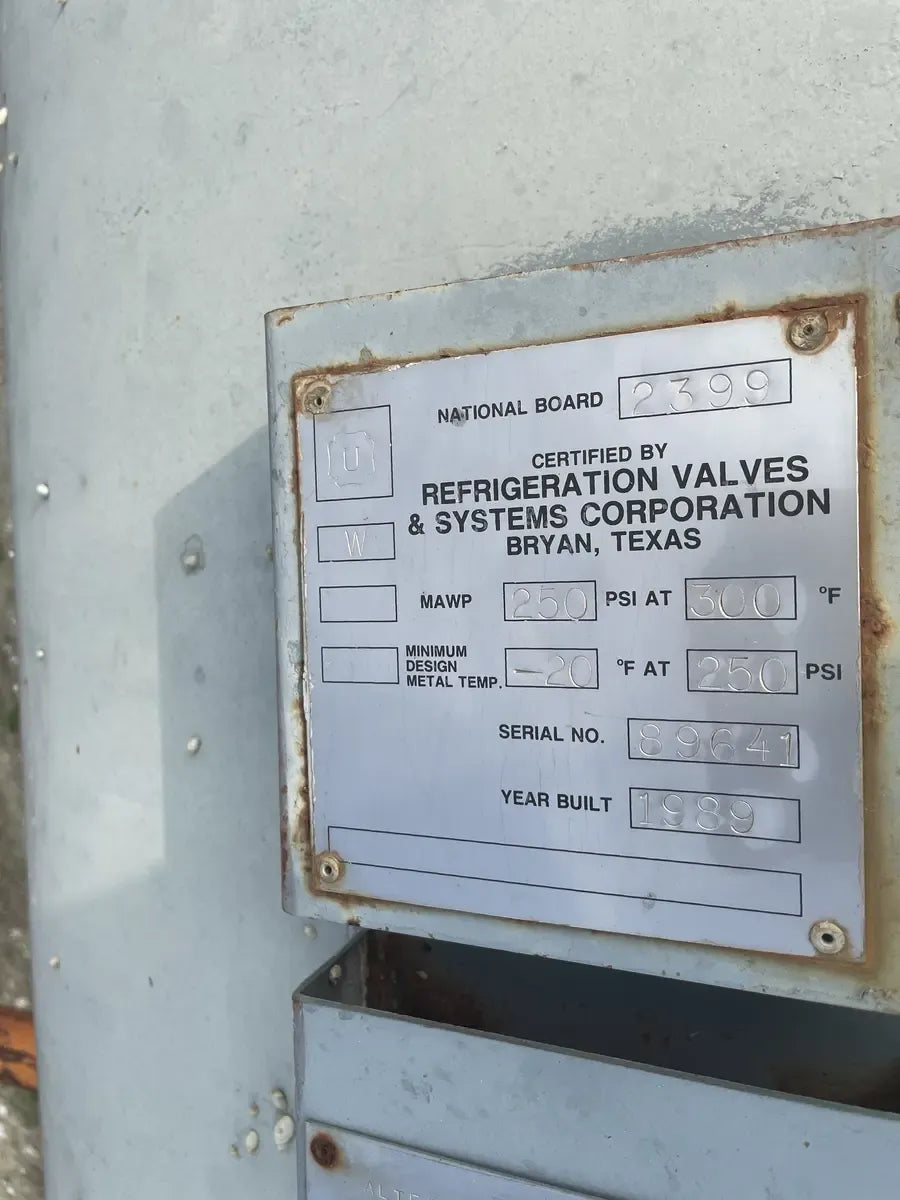 NATIONAL BOARD 2399
U
CERTIFIED BY
REFRIGERATION VALVES
& SYSTEMS CORPORATION
BRYAN, TEXAS
W
MAWP 250 PSI AT 300 °F
MINIMUM
DESIGN
METAL TEMP. -20 °F AT 250 PSI
SERIAL NO. 89641
YEAR BUILT 1989